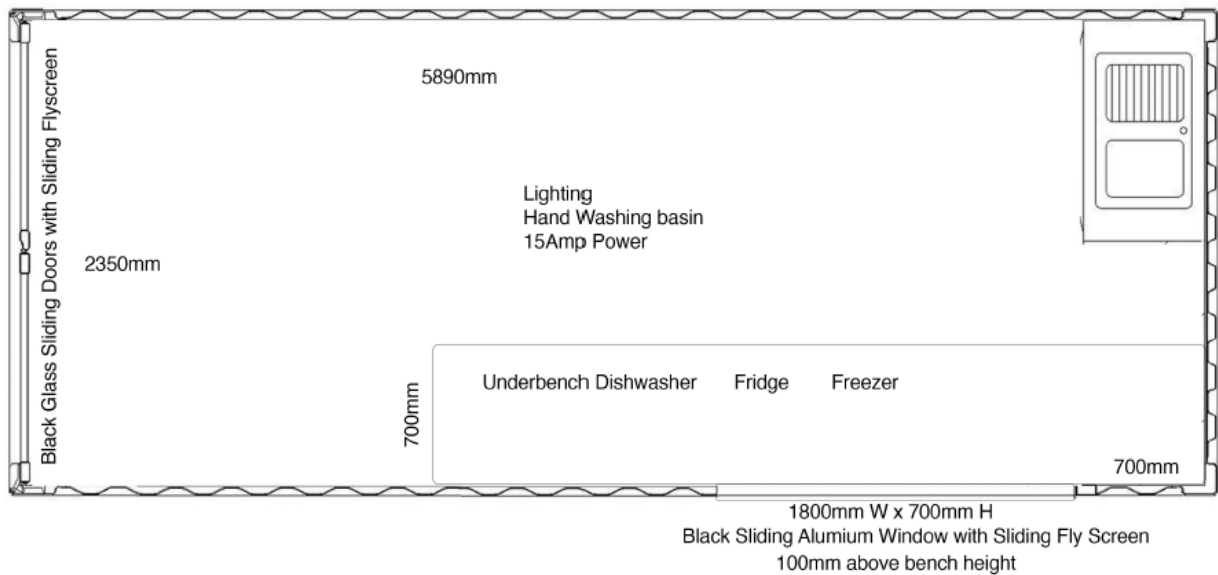 Black Glass Sliding Doors with Sliding Flyscreen
5890mm
Lighting
Hand Washing basin
15Amp Power
2350mm
Underbench Dishwasher Fridge Freezer
700mm
700mm
1800mm W x 700mm H
Black Sliding Alumium Window with Sliding Fly Screen
100mm above bench height